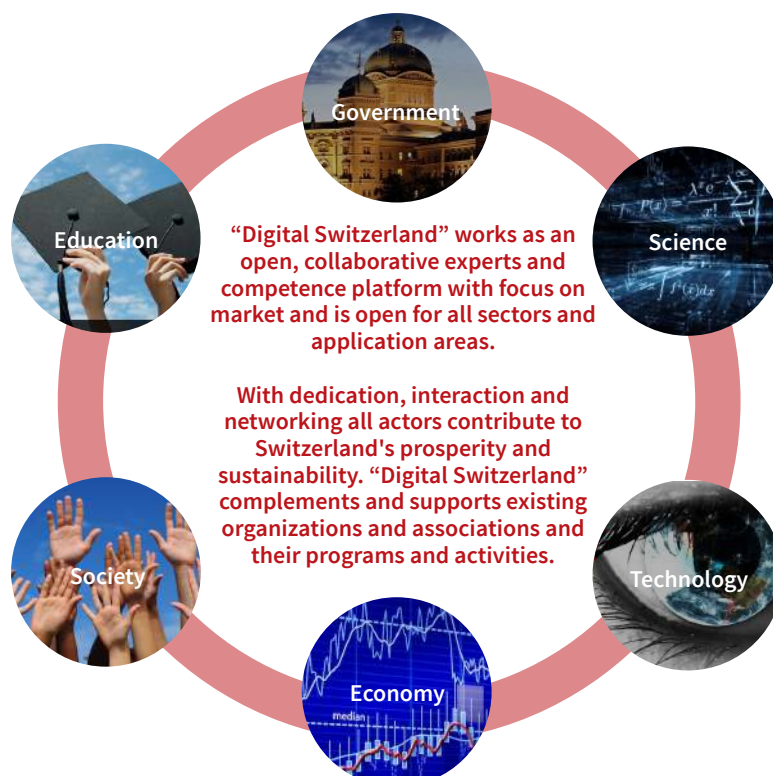 Government
Education
Science
“Digital Switzerland” works as an
open, collaborative experts and
competence platform with focus on
market and is open for all sectors and
application areas.
With dedication, interaction and
networking all actors contribute to
Switzerland's prosperity and
sustainability. “Digital Switzerland”
complements and supports existing
organizations and associations and
their programs and activities.
Society
Technology
Economy
median